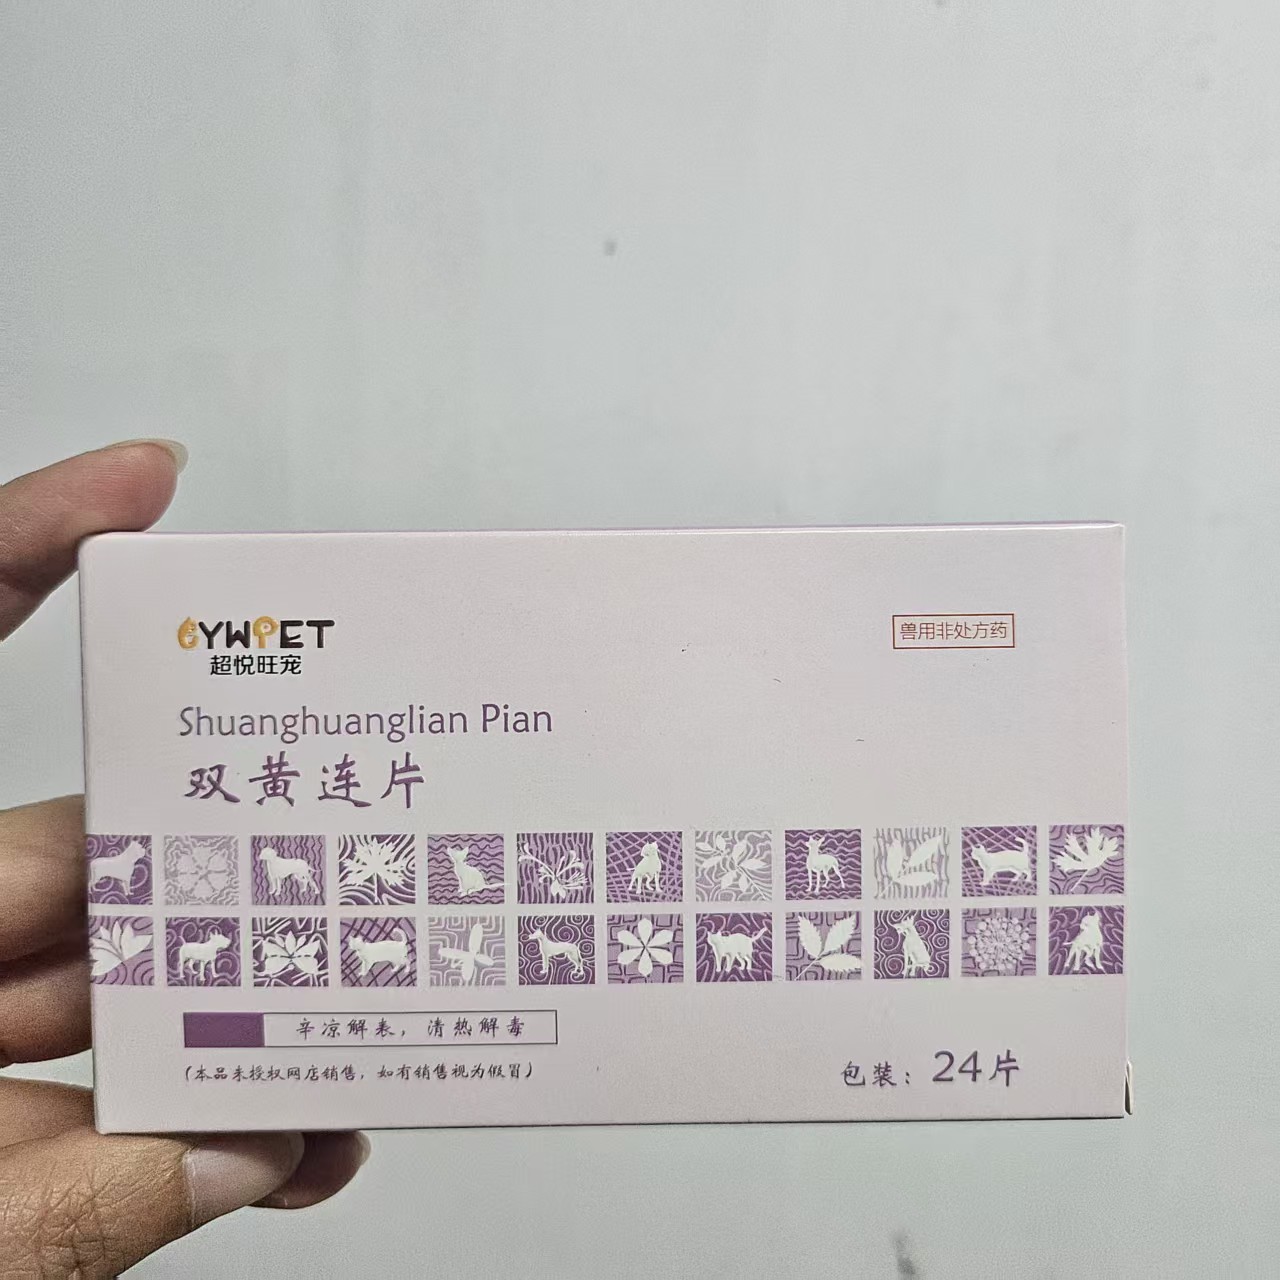 CYWPET
超悦旺宠
兽用非处方药
Shuanghuanglian Pian
双黄连片
辛凉解表，清热解毒
(本品未授权网店销售，如有销售视为假冒)
包装：24片